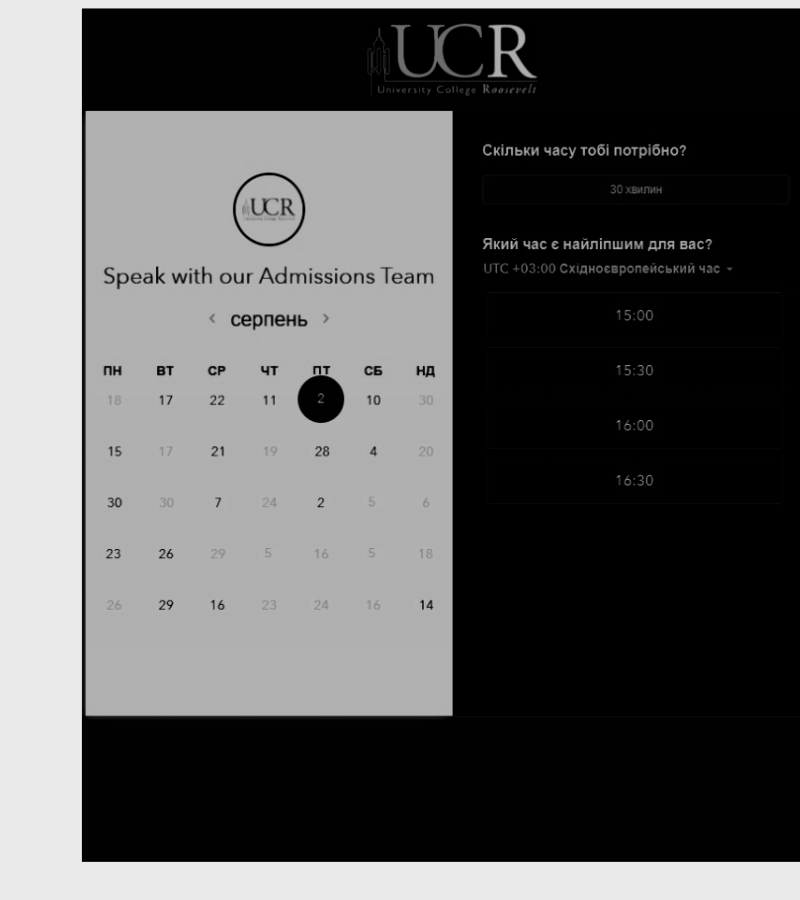 UCR
University College Roosevelt
UCR
Speak with our Admissions Team
‹ серпень ›
ПН ВТ СР ЧТ ПТ СБ НД
18 17 22 11 2 10 30
15 17 21 19 28 4 20
30 30 7 24 2 5 6
23 26 29 5 16 5 18
26 29 16 23 24 16 14
Скільки часу тобі потрібно?
30 хвилин
Який час є найліпшим для вас?
UTC +03:00 Східноєвропейський час
15:00
15:30
16:00
16:30